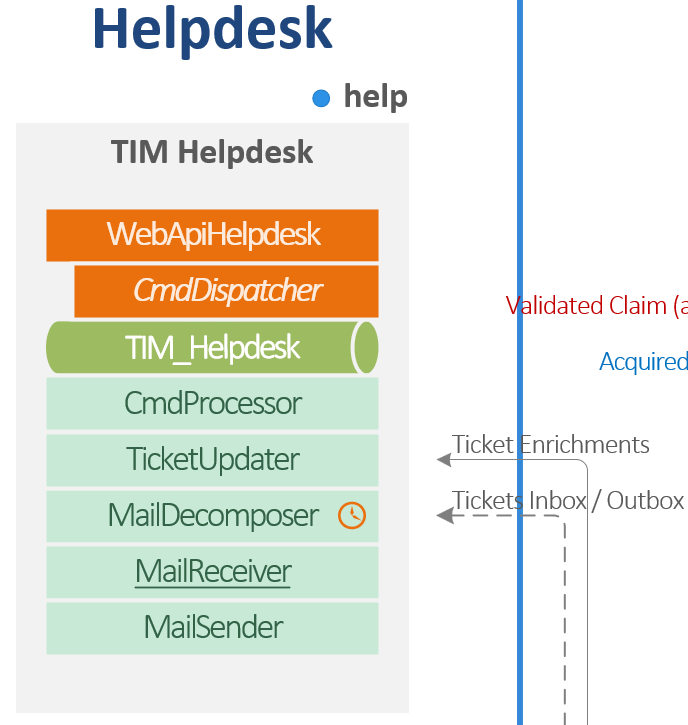 Helpdesk
help
TIM Helpdesk
WebApiHelpdesk
CmdDispatcher
TIM_Helpdesk
CmdProcessor
TicketUpdater
MailDecomposer
MailReceiver
MailSender
Validated Claim (a
Acquired
Ticket Enrichments
Tickets Inbox / Outbox